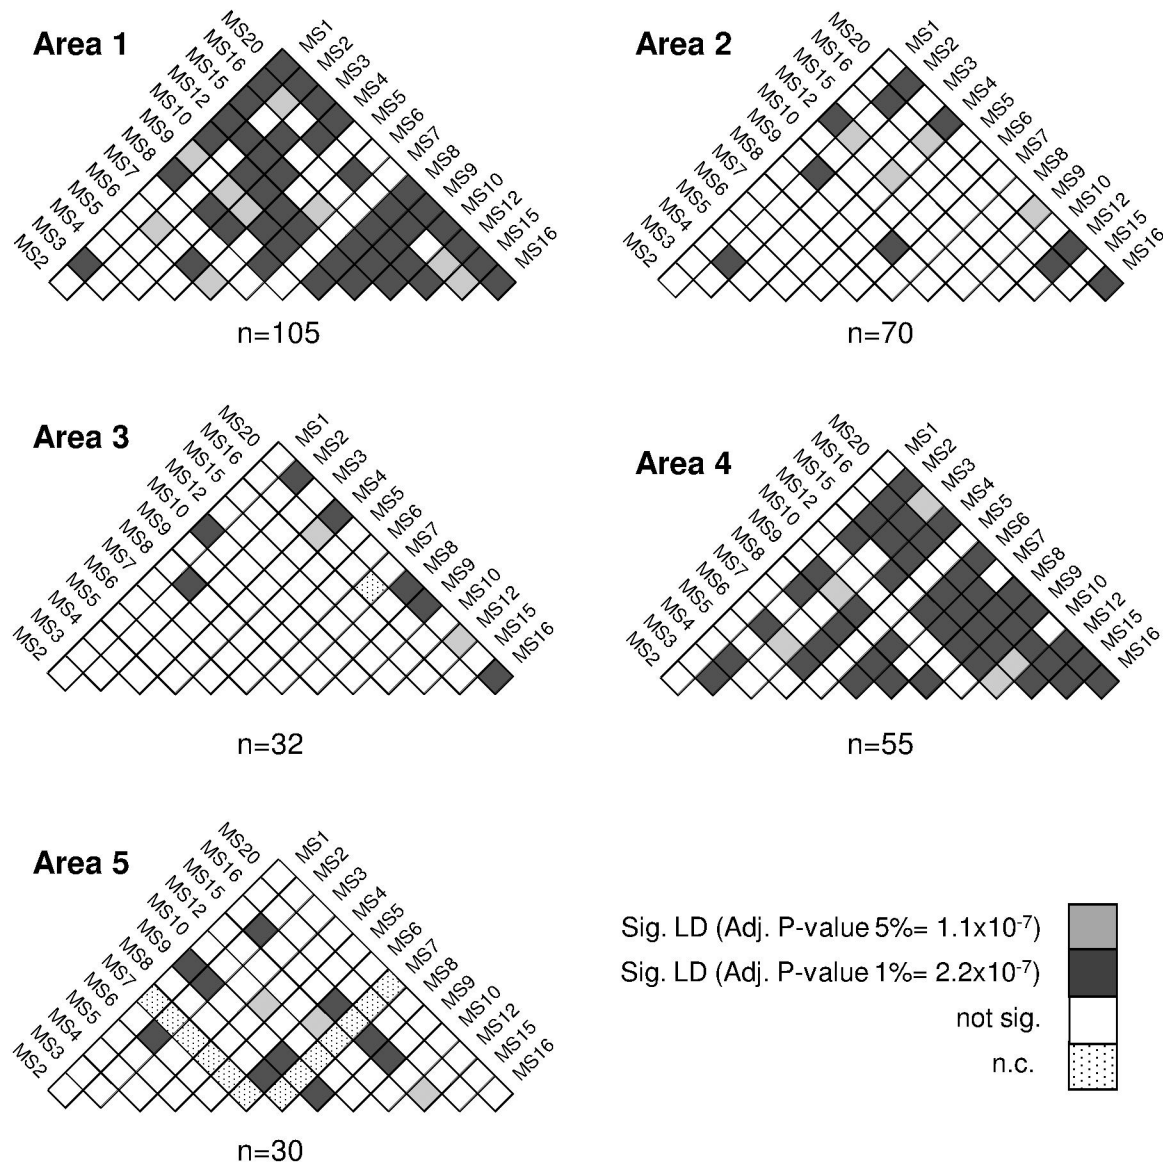 Area 1
MS20
MS16
MS15
MS12
MS10
MS9
MS8
MS7
MS6
MS5
MS4
MS3
MS2
MS1
MS2
MS3
MS4
MS5
MS6
MS7
MS8
MS9
MS10
MS12
MS15
MS16
n=105
Area 2
MS20
MS16
MS15
MS12
MS10
MS9
MS8
MS7
MS6
MS5
MS4
MS3
MS2
MS1
MS2
MS3
MS4
MS5
MS6
MS7
MS8
MS9
MS10
MS12
MS15
MS16
n=70
Area 3
MS20
MS16
MS15
MS12
MS10
MS9
MS8
MS7
MS6
MS5
MS4
MS3
MS2
MS1
MS2
MS3
MS4
MS5
MS6
MS7
MS8
MS9
MS10
MS12
MS15
MS16
n=32
Area 4
MS20
MS16
MS15
MS12
MS10
MS9
MS8
MS7
MS6
MS5
MS4
MS3
MS2
MS1
MS2
MS3
MS4
MS5
MS6
MS7
MS8
MS9
MS10
MS12
MS15
MS16
n=55
Area 5
MS20
MS16
MS15
MS12
MS10
MS9
MS8
MS7
MS6
MS5
MS4
MS3
MS2
MS1
MS2
MS3
MS4
MS5
MS6
MS7
MS8
MS9
MS10
MS12
MS15
MS16
n=30
Sig. LD (Adj. P-value 5%= 1.1x10⁻⁷)
Sig. LD (Adj. P-value 1%= 2.2x10⁻⁷)
not sig.
n.c.